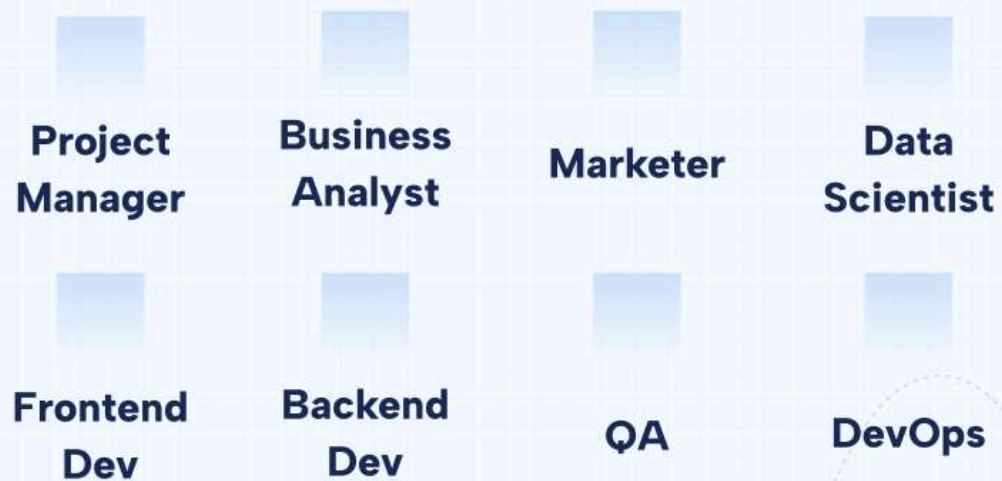 Project
Manager
Business
Analyst
Marketer
Data
Scientist
Frontend
Dev
Backend
Dev
QA
DevOps